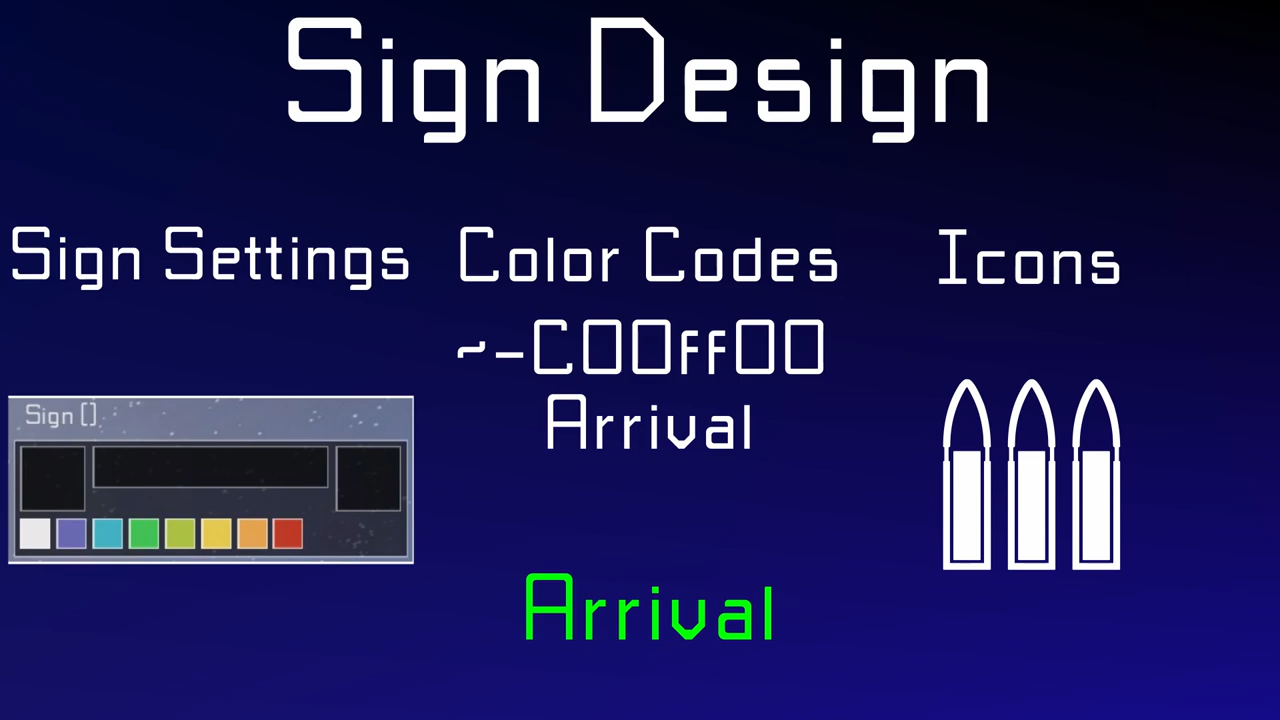 Sign Design
Sign Settings
Color Codes
Icons
~-C00ff00
Arrival
Sign []
Arrival